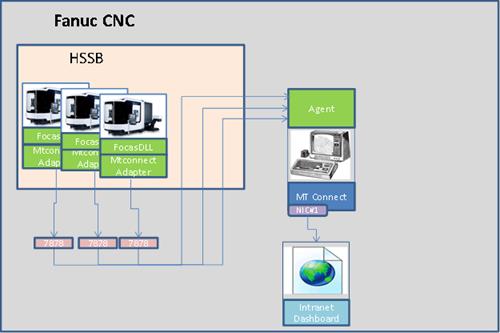 Fanuc CNC
HSSB
Focas
Mtconnect
Adap
Focas
Mtconnect
Adapt
FocasDLL
Mtconnect
Adapter
7878
7878
7878
Agent
MT Connect
NIC#1
Intranet
Dashboard